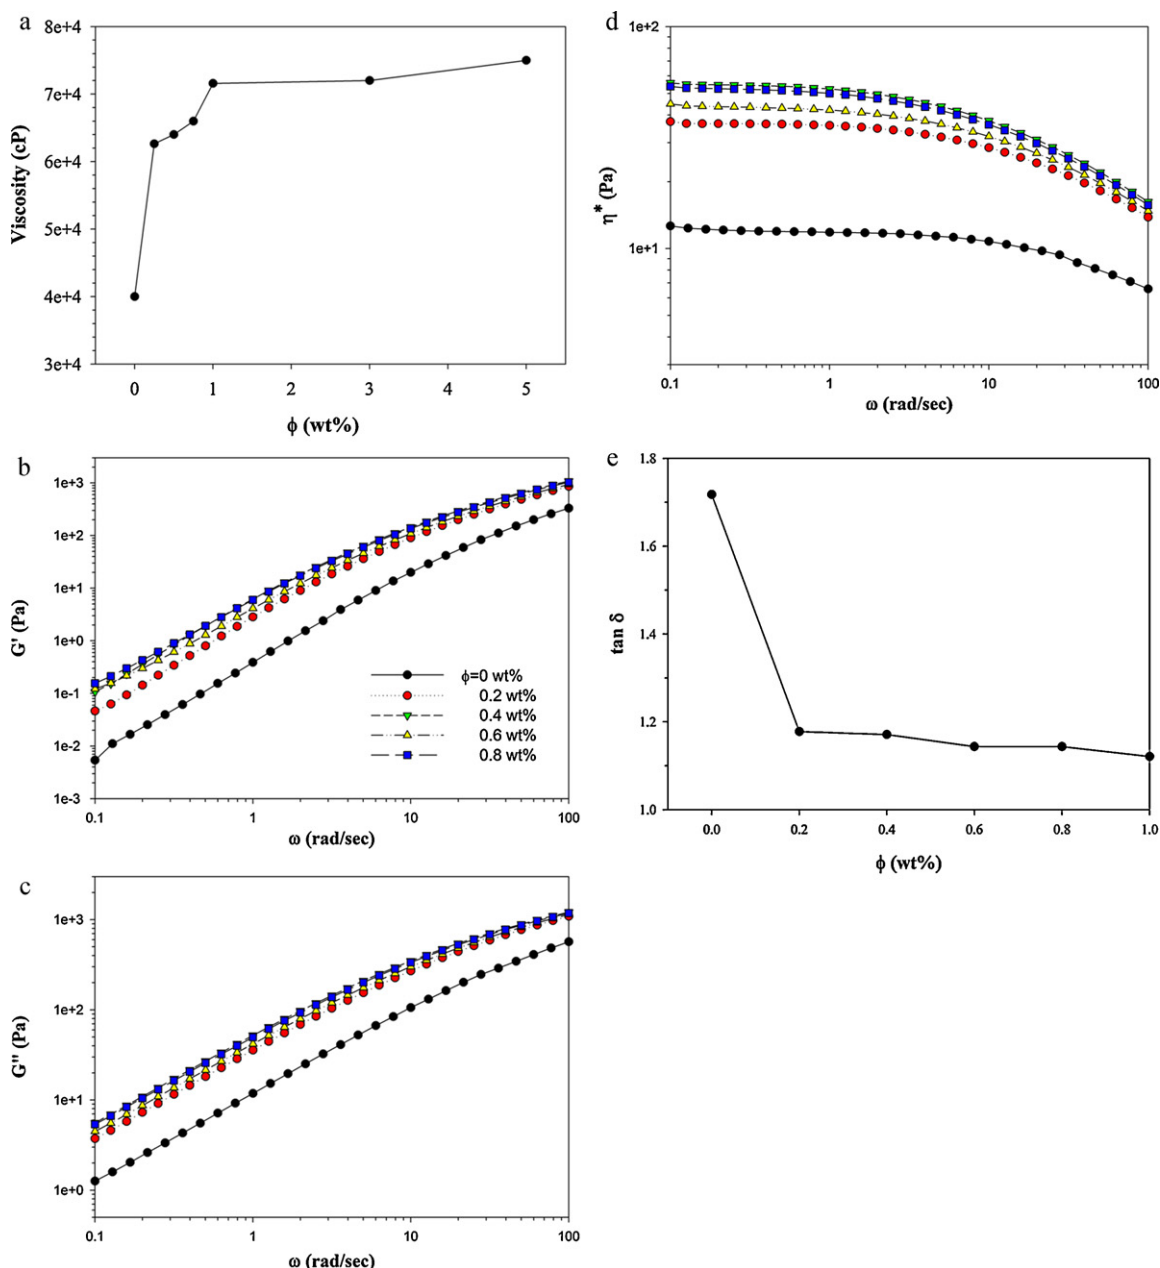 a
8e+4
7e+4
6e+4
5e+4
4e+4
3e+4
Viscosity (cP)
0 1 2 3 4 5
ϕ (wt%)
d
1e+2
1e+1
η* (Pa)
0.1 1 10 100
ω (rad/sec)
b
1e+3
1e+2
1e+1
1e+0
1e-1
1e-2
1e-3
G' (Pa)
ϕ=0 wt%
0.2 wt%
0.4 wt%
0.6 wt%
0.8 wt%
0.1 1 10 100
ω (rad/sec)
e
1.8
1.6
1.4
1.2
1.0
tan δ
0.0 0.2 0.4 0.6 0.8 1.0
ϕ (wt%)
c
1e+3
1e+2
1e+1
1e+0
G'' (Pa)
0.1 1 10 100
ω (rad/sec)